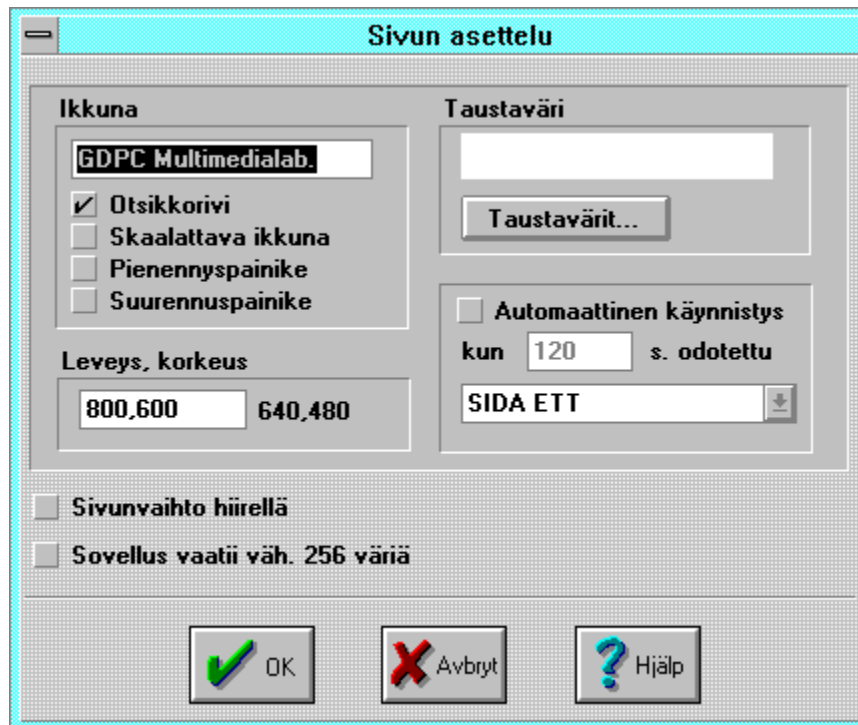 Sivun asettelu
Ikkuna
GDPC Multimedialab.
Otsikkorivi
Skaalattava ikkuna
Pienennyspainike
Suurennuspainike
Leveys, korkeus
800,600 640,480
Taustaväri
Taustavärit...
Automaattinen käynnistys
kun 120 s. odotettu
SIDA ETT
Sivunvaihto hiirellä
Sovellus vaatii väh. 256 väriä
OK Avbryt Hjälp